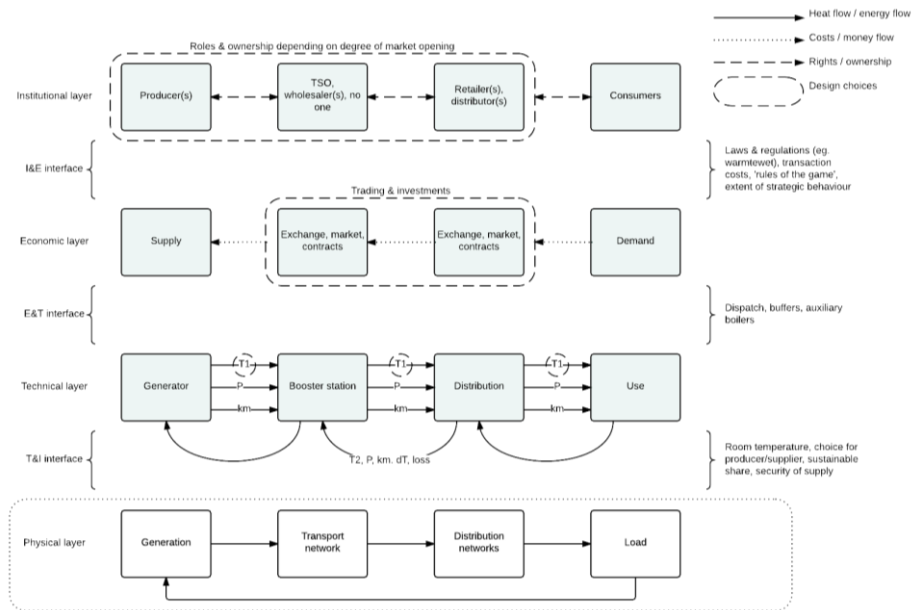 Heat flow / energy flow
Costs / money flow
Rights / ownership
Design choices
Roles & ownership depending on degree of market opening
Institutional layer
Producer(s)
TSO,
wholesaler(s), no
one
Retailer(s),
distributor(s)
Consumers
I&E interface
Laws & regulations (eg.
warmtewet), transaction
costs, 'rules of the game',
extent of strategic behaviour
Trading & investments
Economic layer
Supply
Exchange, market,
contracts
Exchange, market,
contracts
Demand
E&T interface
Dispatch, buffers, auxiliary
boilers
Technical layer
Generator
T1
P
km
Booster station
T1
P
km
Distribution
T1
P
km
Use
T&I interface
T2, P, km. dT, loss
Room temperature, choice for
producer/supplier, sustainable
share, security of supply
Physical layer
Generation
Transport
network
Distribution
networks
Load